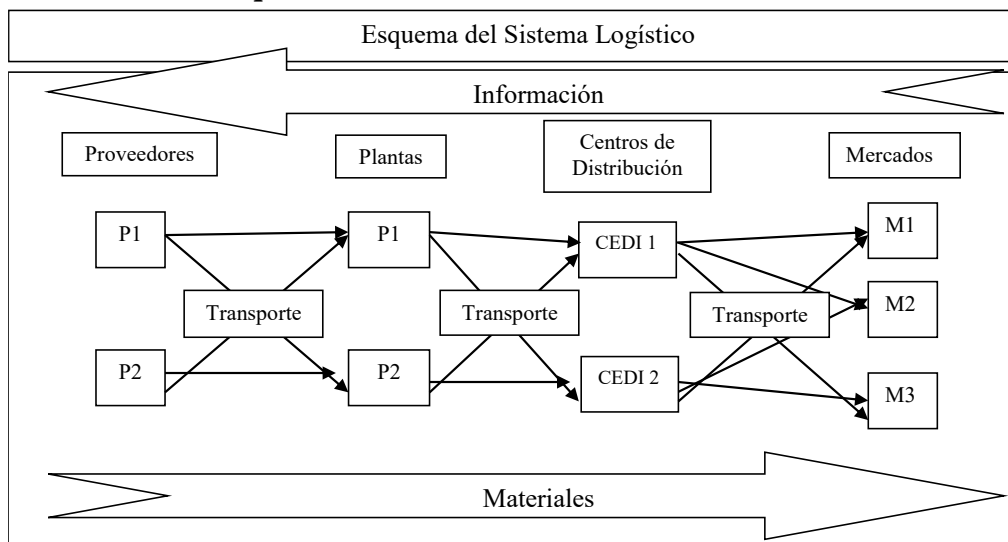 Esquema del Sistema Logístico
Información
Proveedores
Plantas
Centros de
Distribución
Mercados
P1
P1
CEDI 1
M1
Transporte
Transporte
Transporte
M2
P2
P2
CEDI 2
M3
Materiales